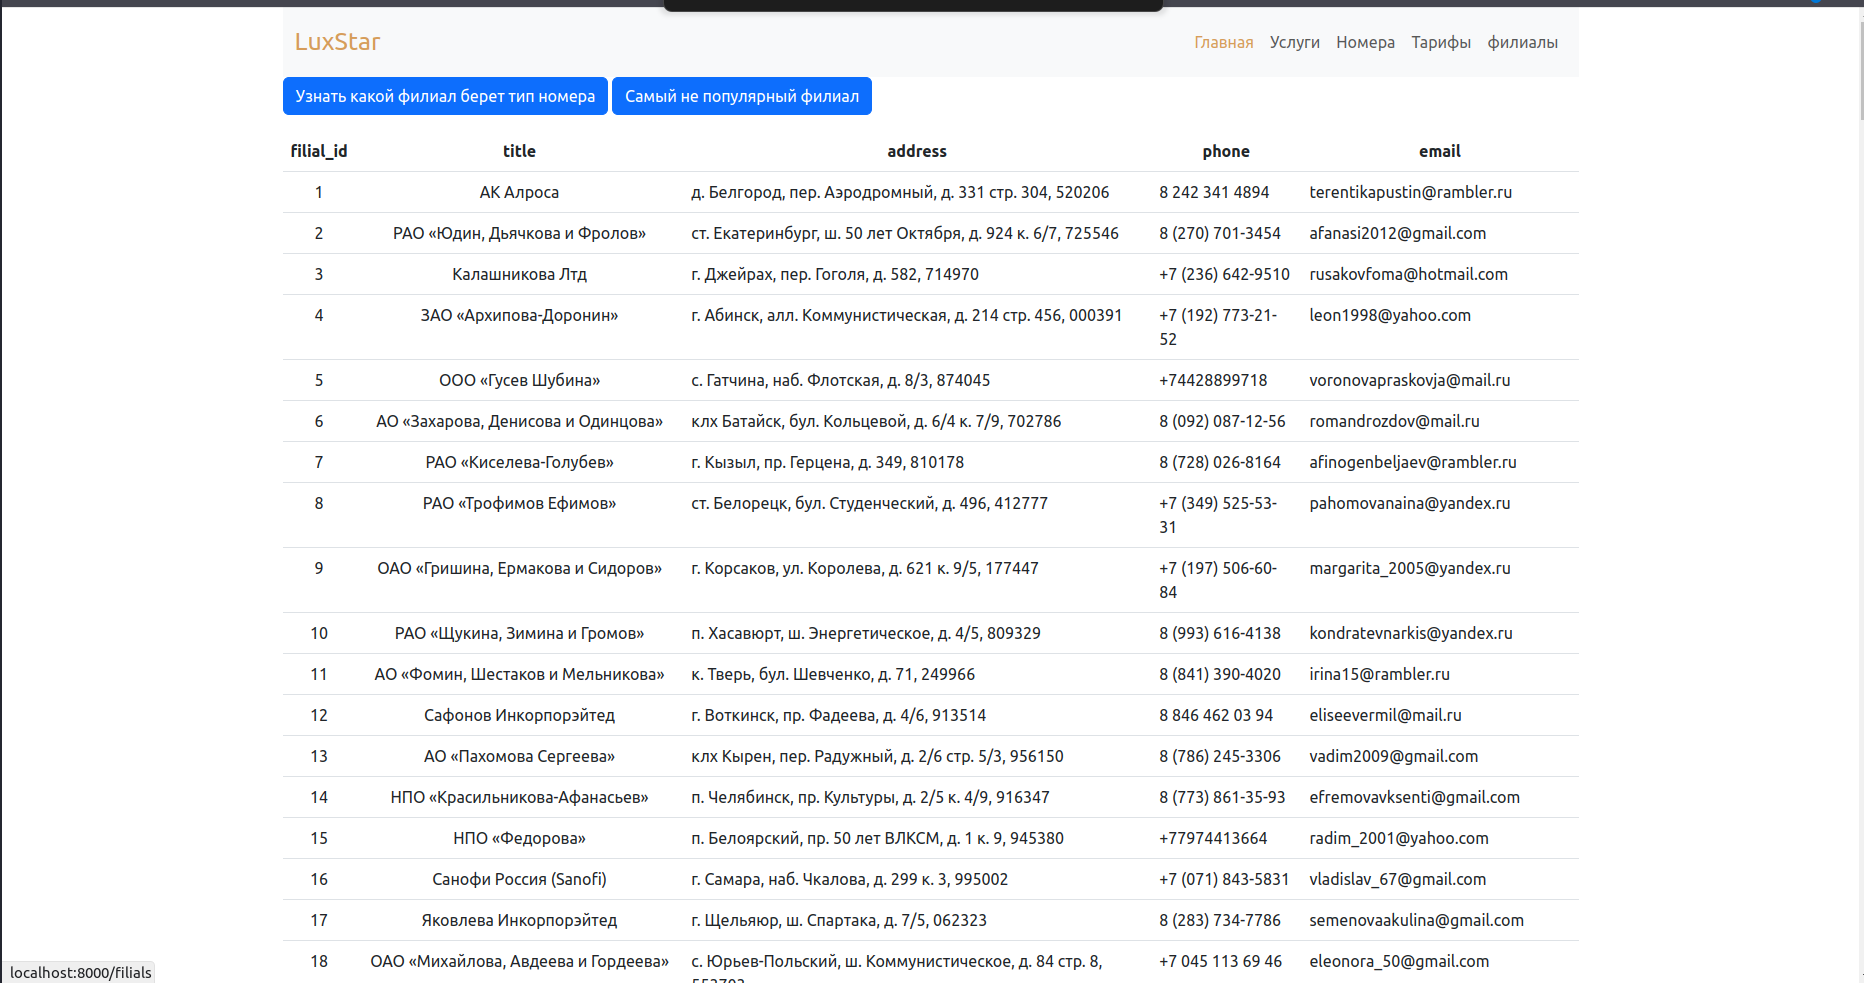 LuxStar Главная Услуги Номера Тарифы филиалы
Узнать какой филиал берет тип номера Самый не популярный филиал
filial_id title address phone email
1 АК Алроса д. Белгород, пер. Аэродромный, д. 331 стр. 304, 520206 8 242 341 4894 terentikapustin@rambler.ru
2 РАО «Юдин, Дьячкова и Фролов» ст. Екатеринбург, ш. 50 лет Октября, д. 924 к. 6/7, 725546 8 (270) 701-3454 afanasi2012@gmail.com
3 Калашникова Лтд г. Джейрах, пер. Гоголя, д. 582, 714970 +7 (236) 642-9510 rusakovfoma@hotmail.com
4 ЗАО «Архипова-Доронин» г. Абинск, алл. Коммунистическая, д. 214 стр. 456, 000391 +7 (192) 773-21- leon1998@yahoo.com
52
5 ООО «Гусев Шубина» с. Гатчина, наб. Флотская, д. 8/3, 874045 +74428899718 voronovapraskovja@mail.ru
6 АО «Захарова, Денисова и Одинцова» клх Батайск, бул. Кольцевой, д. 6/4 к. 7/9, 702786 8 (092) 087-12-56 romandrozdov@mail.ru
7 РАО «Киселева-Голубев» г. Кызыл, пр. Герцена, д. 349, 810178 8 (728) 026-8164 afinogenbeljaev@rambler.ru
8 РАО «Трофимов Ефимов» ст. Белорецк, бул. Студенческий, д. 496, 412777 +7 (349) 525-53- pahomovanaina@yandex.ru
31
9 ОАО «Гришина, Ермакова и Сидоров» г. Корсаков, ул. Королева, д. 621 к. 9/5, 177447 +7 (197) 506-60- margarita_2005@yandex.ru
84
10 РАО «Щукина, Зимина и Громов» п. Хасавюрт, ш. Энергетическое, д. 4/5, 809329 8 (993) 616-4138 kondratevnarkis@yandex.ru
11 АО «Фомин, Шестаков и Мельникова» к. Тверь, бул. Шевченко, д. 71, 249966 8 (841) 390-4020 irina15@rambler.ru
12 Сафонов Инкорпорэйтед г. Воткинск, пр. Фадеева, д. 4/6, 913514 8 846 462 03 94 eliseevermil@mail.ru
13 АО «Пахомова Сергеева» клх Кырен, пер. Радужный, д. 2/6 стр. 5/3, 956150 8 (786) 245-3306 vadim2009@gmail.com
14 НПО «Красильникова-Афанасьев» п. Челябинск, пр. Культуры, д. 2/5 к. 4/9, 916347 8 (773) 861-35-93 efremovavksenti@gmail.com
15 НПО «Федорова» п. Белоярский, пр. 50 лет ВЛКСМ, д. 1 к. 9, 945380 +77974413664 radim_2001@yahoo.com
16 Санофи Россия (Sanofi) г. Самара, наб. Чкалова, д. 299 к. 3, 995002 +7 (071) 843-5831 vladislav_67@gmail.com
17 Яковлева Инкорпорэйтед г. Щельяюр, ш. Спартака, д. 7/5, 062323 8 (283) 734-7786 semenovaakulina@gmail.com
18 ОАО «Михайлова, Авдеева и Гордеева» с. Юрьев-Польский, ш. Коммунистическое, д. 84 стр. 8, +7 045 113 69 46 eleonora_50@gmail.com
localhost:8000/filials